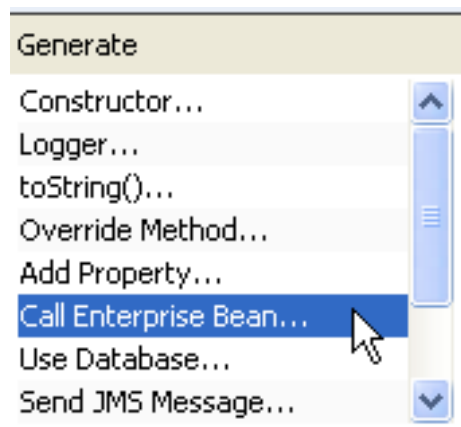 Generate
Constructor...
Logger...
toString()...
Override Method...
Add Property...
Call Enterprise Bean...
Use Database...
Send JMS Message...